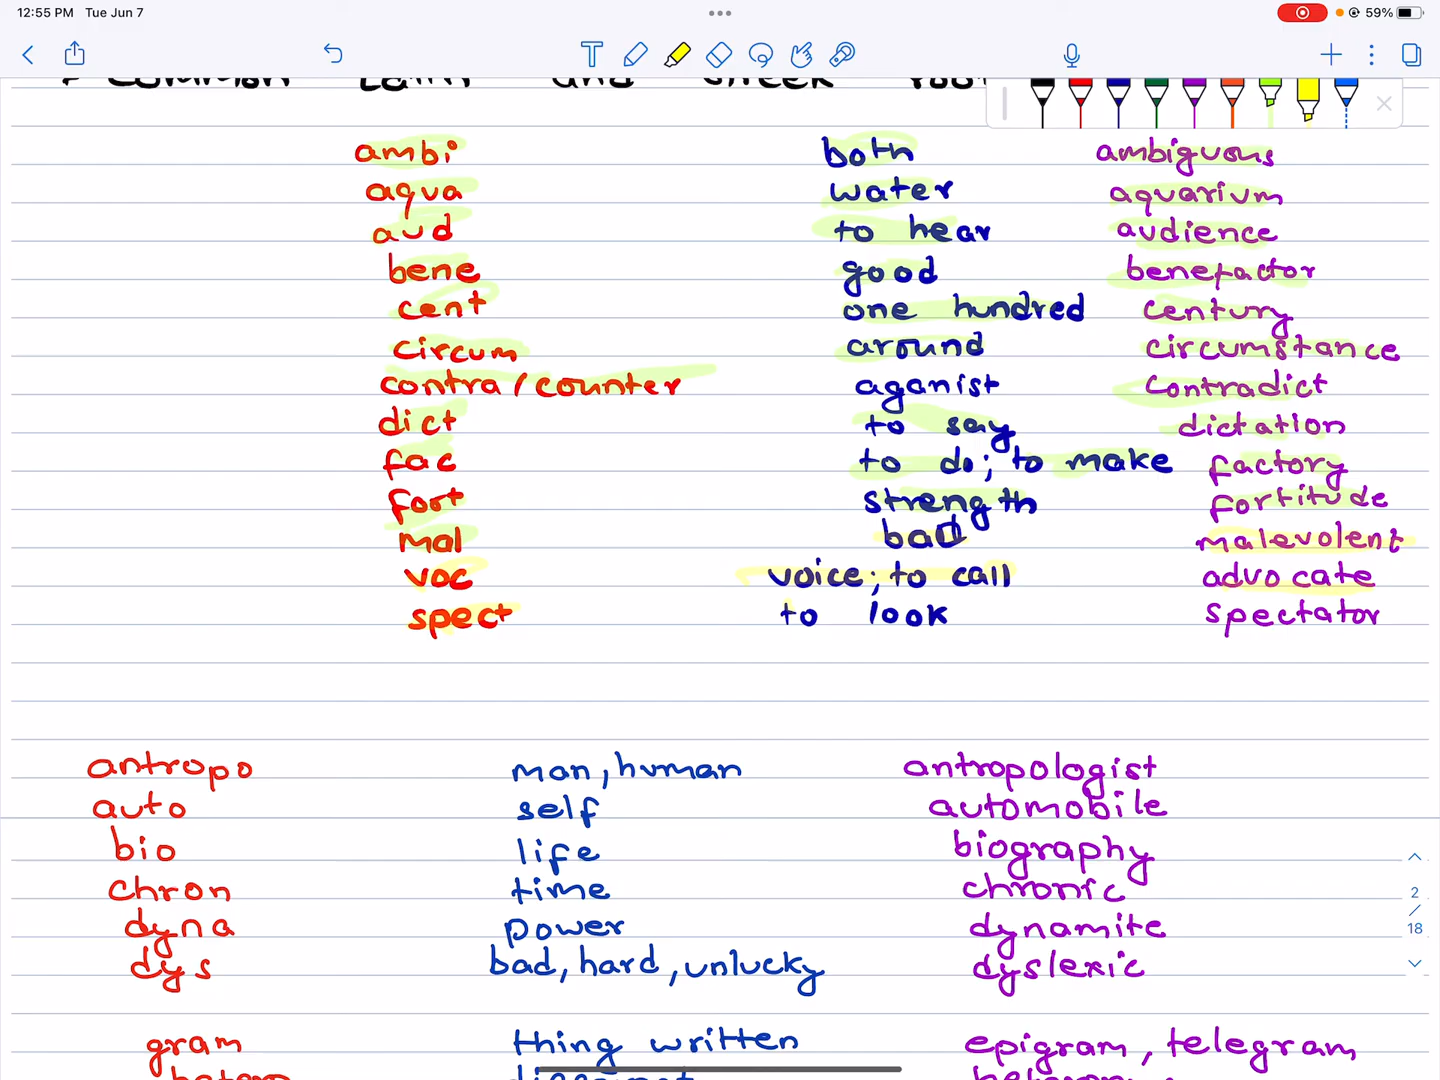 12:55 PM Tue Jun 7
59%
Common Latin and Greek
ambi both ambiguous
aqua water aquarium
aud to hear audience
bene good benefactor
cent one hundred century
circum around circumstance
contra/counter aganist contradict
dict to say dictation
fac to do; to make factory
fort strength fortitude
mal bad malevolent
voc voice; to call advocate
spect to look spectator
antropo man, human antropologist
auto self automobile
bio life biography
chron time chronic
2
/
18
dyna power dynamite
dys bad, hard, unlucky dyslexic
gram thing written epigram, telegram